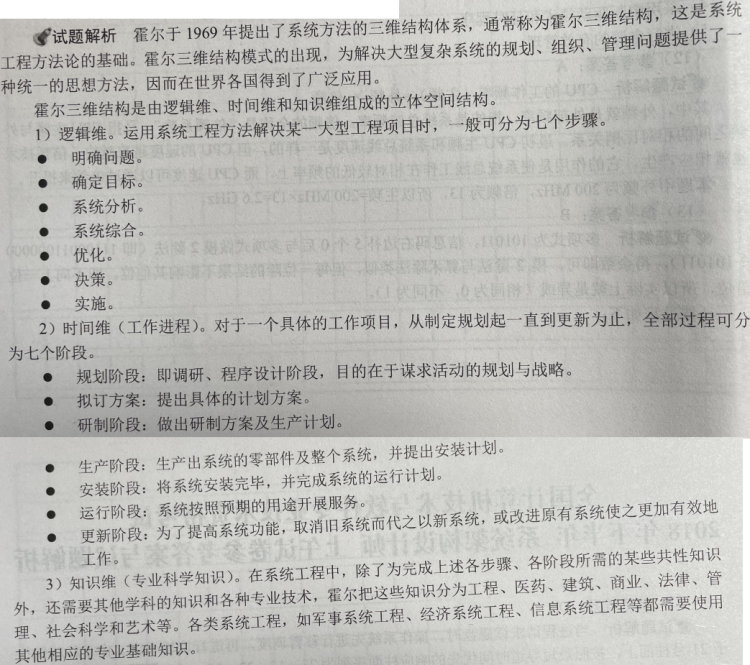 试题解析 霍尔于1969年提出了系统方法的三维结构体系，通常称为霍尔三维结构，这是系统
工程方法论的基础。霍尔三维结构模式的出现，为解决大型复杂系统的规划、组织、管理问题提供了一
种统一的思想方法，因而在世界各国得到了广泛应用。
霍尔三维结构是由逻辑维、时间维和知识维组成的立体空间结构。
1）逻辑维。运用系统工程方法解决某一大型工程项目时，一般可分为七个步骤。
● 明确问题。
● 确定目标。
● 系统分析。
● 系统综合。
● 优化。
● 决策。
● 实施。
2）时间维（工作进程）。对于一个具体的工作项目，从制定规划起一直到更新为止，全部过程可分
为七个阶段。
● 规划阶段：即调研、程序设计阶段，目的在于谋求活动的规划与战略。
● 拟订方案：提出具体的计划方案。
● 研制阶段：做出研制方案及生产计划。
● 生产阶段：生产出系统的零部件及整个系统，并提出安装计划。
● 安装阶段：将系统安装完毕，并完成系统的运行计划。
● 运行阶段：系统按照预期的用途开展服务。
● 更新阶段：为了提高系统功能，取消旧系统而代之以新系统，或改进原有系统使之更加有效地
工作。
3）知识维（专业科学知识）。在系统工程中，除了为完成上述各步骤、各阶段所需的某些共性知识
外，还需要其他学科的知识和各种专业技术，霍尔把这些知识分为工程、医药、建筑、商业、法律、管
理、社会科学和艺术等。各类系统工程，如军事系统工程、经济系统工程、信息系统工程等都需要使用
其他相应的专业基础知识。